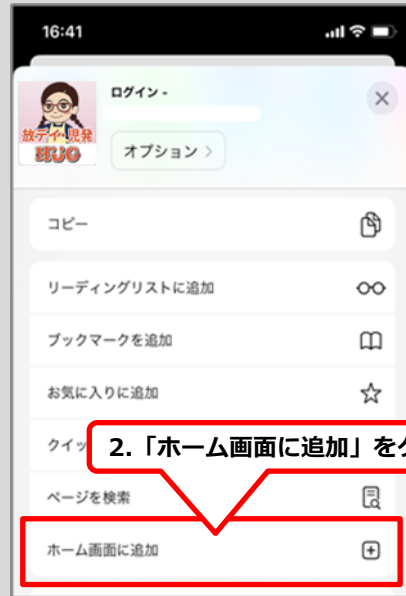 16:41
ログイン -
放デイ・児発
HUG
オプション
コピー
リーディングリストに追加
ブックマークを追加
お気に入りに追加
クイッ
2.「ホーム画面に追加」を
ページを検索
ホーム画面に追加